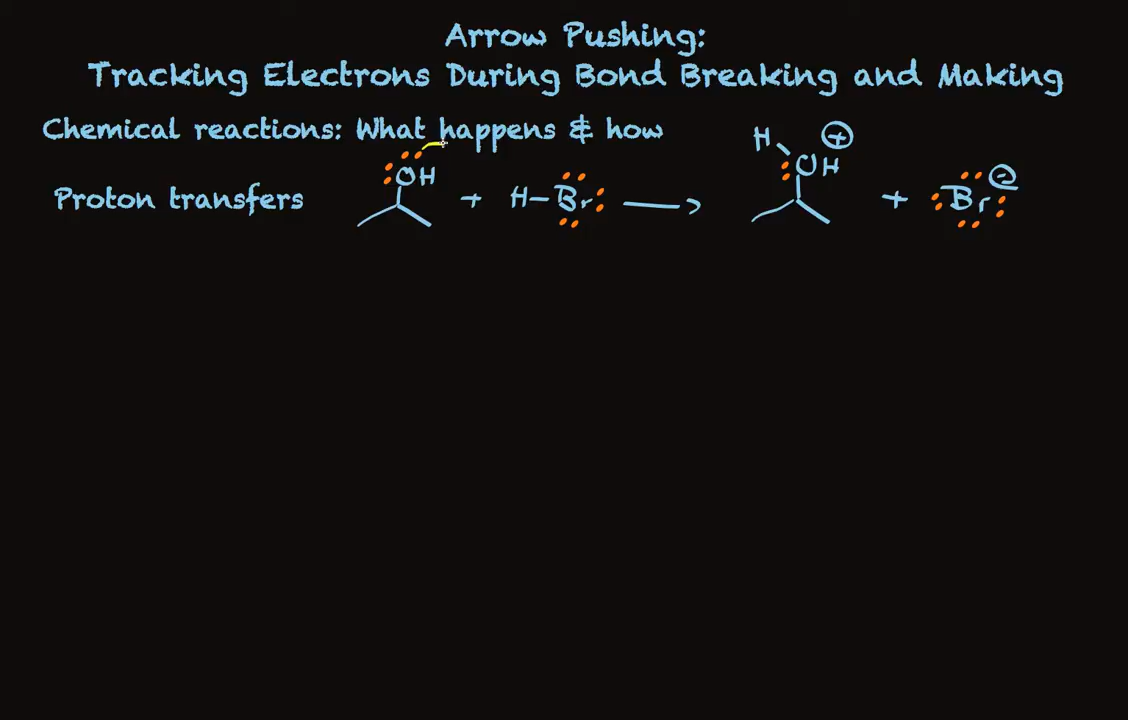 Arrow Pushing:
Tracking Electrons During Bond Breaking and Making
Chemical reactions: What happens & how
Proton transfers OH + H-Br: → H OH + + Br: -